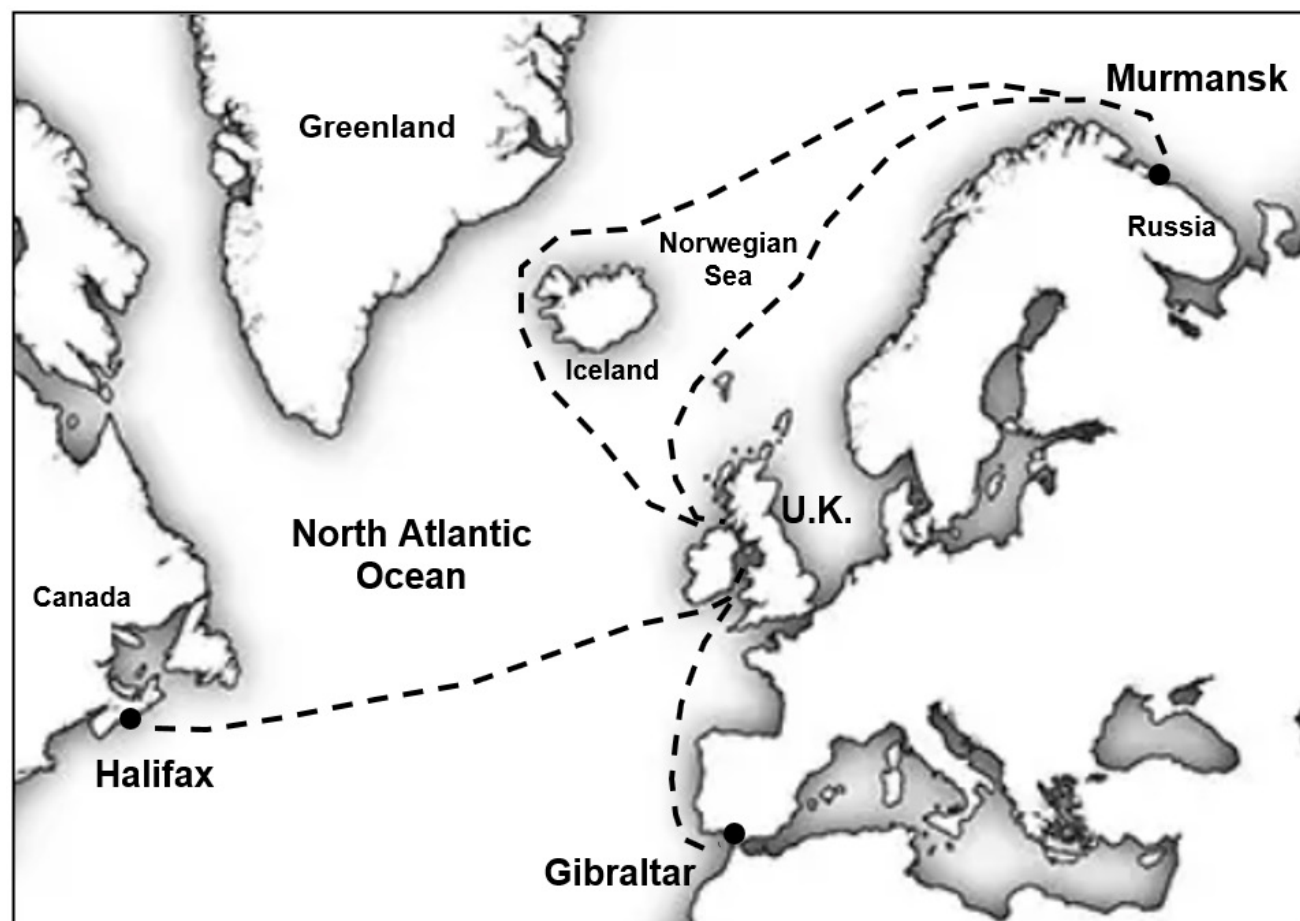 Murmansk
Greenland
Russia
Norwegian
Sea
Iceland
U.K.
North Atlantic
Ocean
Canada
Halifax
Gibraltar